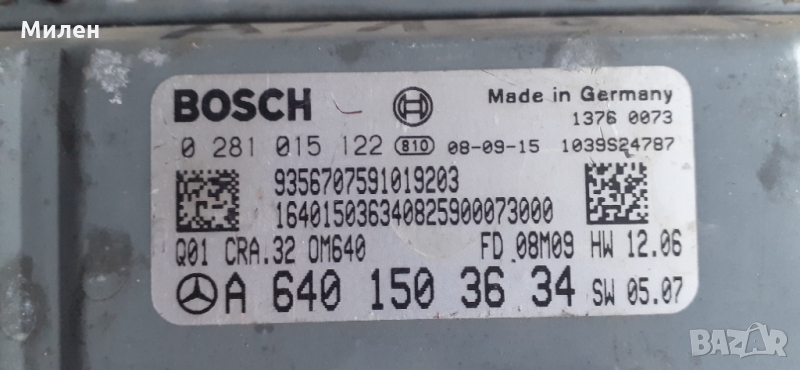 Милен
BOSCH
Made in Germany
1376 0073
0 281 015 122 810 08-09-15 1039S24787
9356707591019203
164015036340825900073000
Q01 CRA.32 OM640 FD 08M09 HW 12.06
A 640 150 36 34 SW 05.07
BAZAR